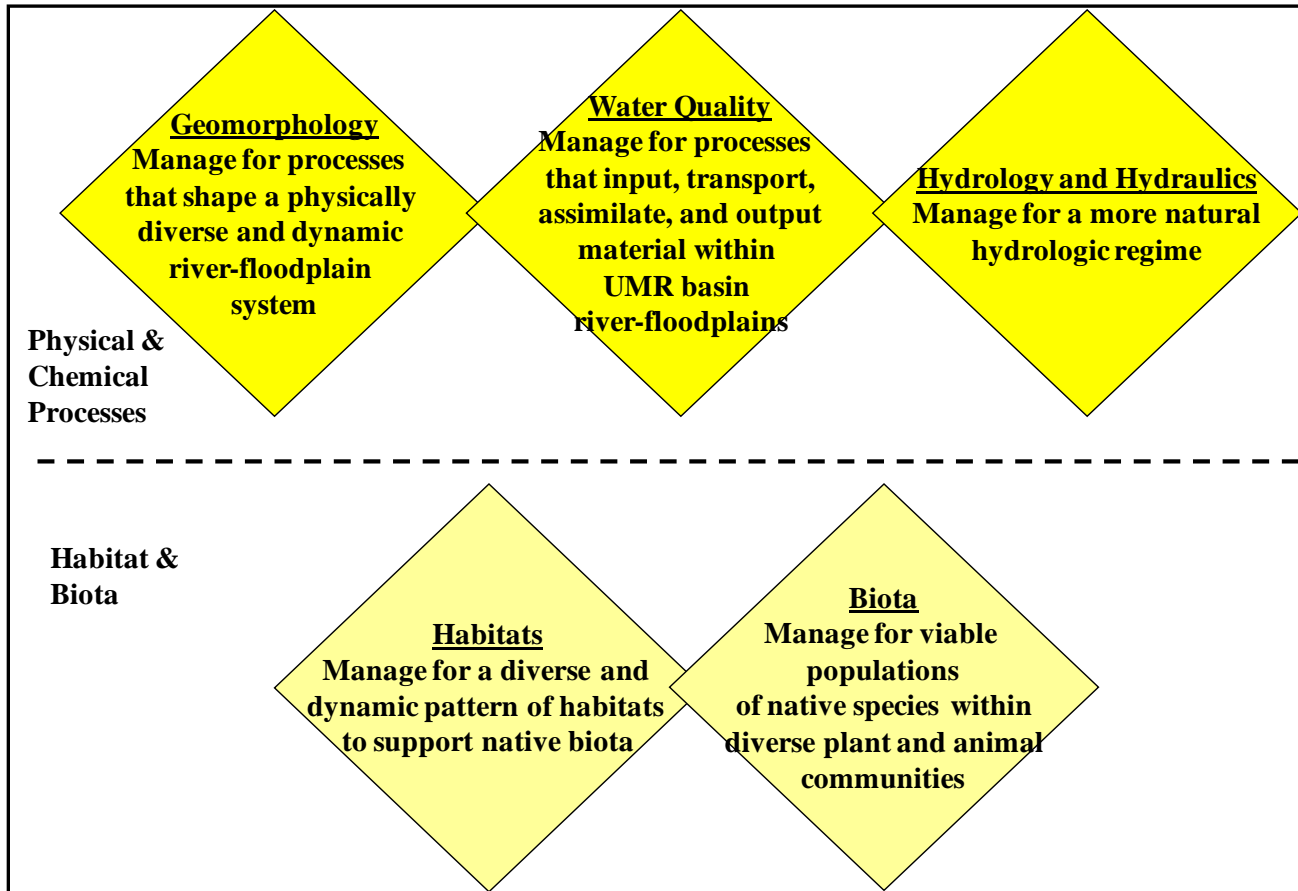 Geomorphology
Manage for processes
that shape a physically
diverse and dynamic
river-floodplain
system
Water Quality
Manage for processes
that input, transport,
assimilate, and output
material within
UMR basin
river-floodplains
Hydrology and Hydraulics
Manage for a more natural
hydrologic regime
Physical &
Chemical
Processes
Habitat &
Biota
Habitats
Manage for a diverse and
dynamic pattern of habitats
to support native biota
Biota
Manage for viable
populations
of native species within
diverse plant and animal
communities